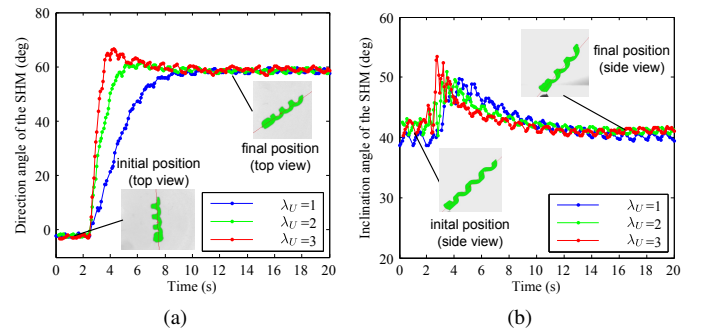 Direction angle of the SHM (deg)
80
60
40
20
0
initial position
(top view)
final position
(top view)
λU=1
λU=2
λU=3
0 2 4 6 8 10 12 14 16 18 20
Time (s)
(a)
Inclination angle of the SHM (deg)
60
50
40
30
20
final position
(side view)
inital position
(side view)
λU=1
λU=2
λU=3
0 2 4 6 8 10 12 14 16 18 20
Time (s)
(b)